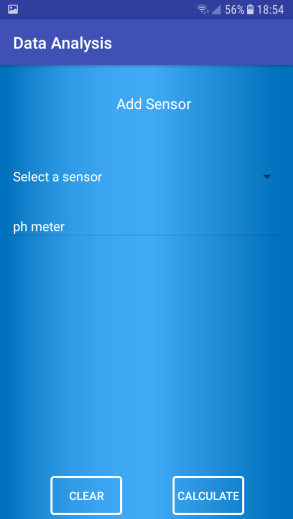 56% 18:54
Data Analysis
Add Sensor
Select a sensor
ph meter
CLEAR CALCULATE